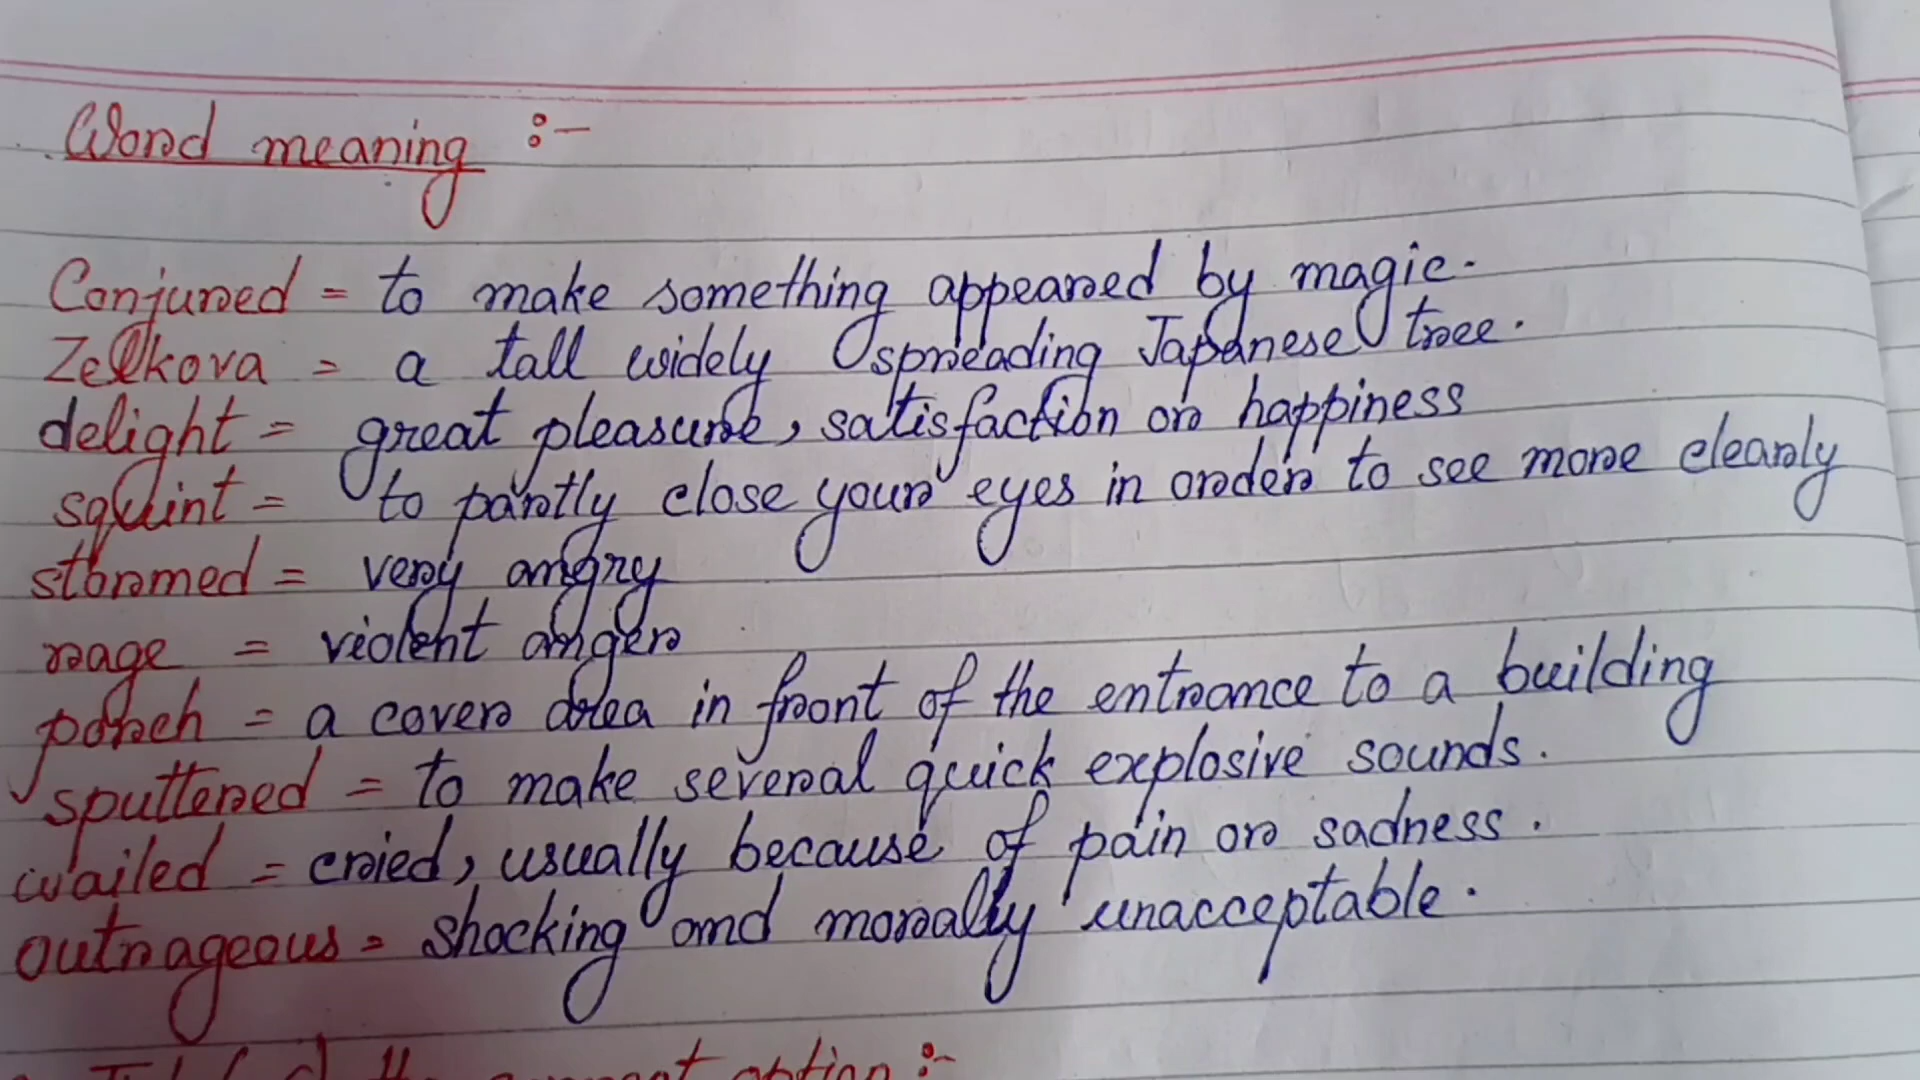 Word meaning :-
Conjured = to make something appeared by magic.
Zelkova = a tall widely spreading Japanese tree.
delight = great pleasure, satisfaction or happiness
squint = to partly close your eyes in order to see more clearly
stormed = very angry
rage = violent anger
porch = a cover area in front of the entrance to a building
sputtered = to make several quick explosive sounds.
wailed = cried, usually because of pain or sadness.
outrageous = shocking and morally unacceptable.
the correct option :-